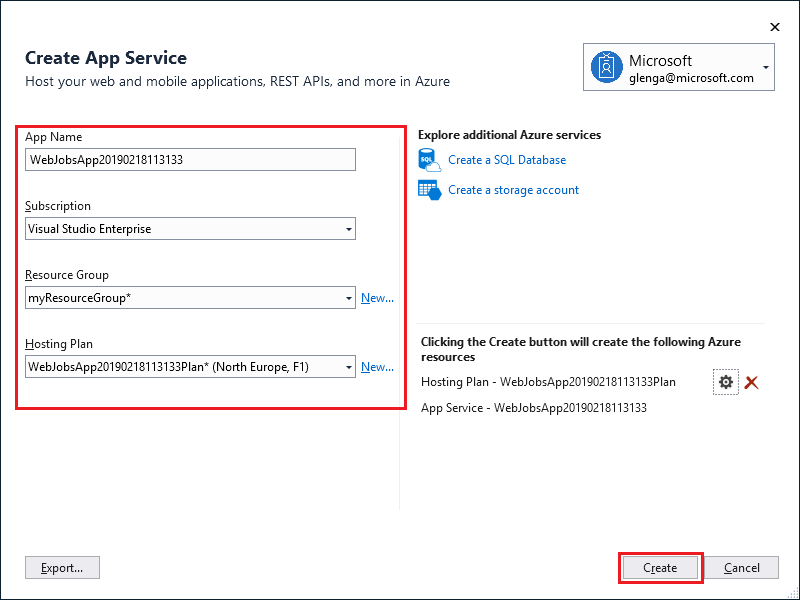 Create App Service
Host your web and mobile applications, REST APIs, and more in Azure
Microsoft
glenga@microsoft.com
App Name
WebJobsApp20190218113133
Subscription
Visual Studio Enterprise
Resource Group
myResourceGroup*
New...
Hosting Plan
WebJobsApp20190218113133Plan* (North Europe, F1)
New...
Explore additional Azure services
SQL
Create a SQL Database
Create a storage account
Clicking the Create button will create the following Azure
resources
Hosting Plan - WebJobsApp20190218113133Plan
App Service - WebJobsApp20190218113133
Export...
Create
Cancel